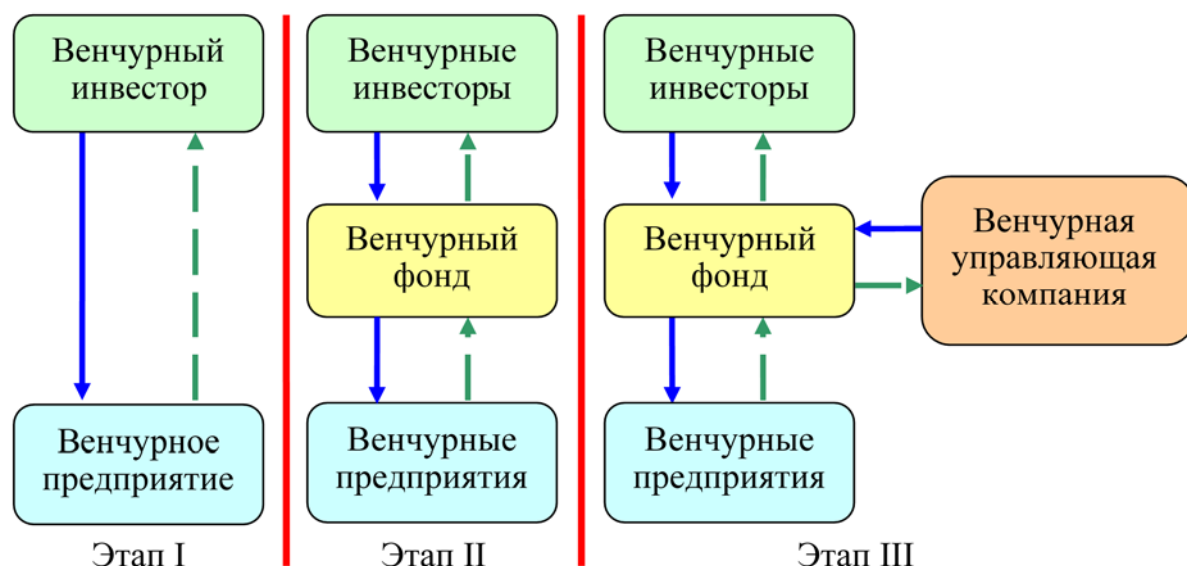 Венчурный
инвестор
Венчурное
предприятие
Этап I
Венчурные
инвесторы
Венчурный
фонд
Венчурные
предприятия
Этап II
Венчурные
инвесторы
Венчурный
фонд
Венчурные
предприятия
Венчурная
управляющая
компания
Этап III